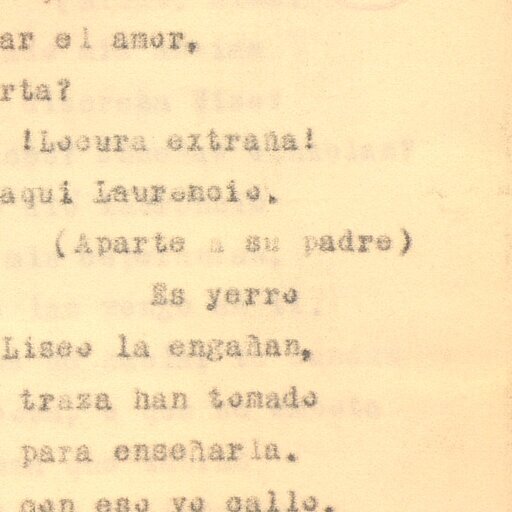 ar el amor,
rta?
!Locura extraña!
aqui Laurencio.
(Aparte a su padre)
Es yerro
Liseo la engañan,
traza han tomado
para enseñarla.
con eso yo callo.